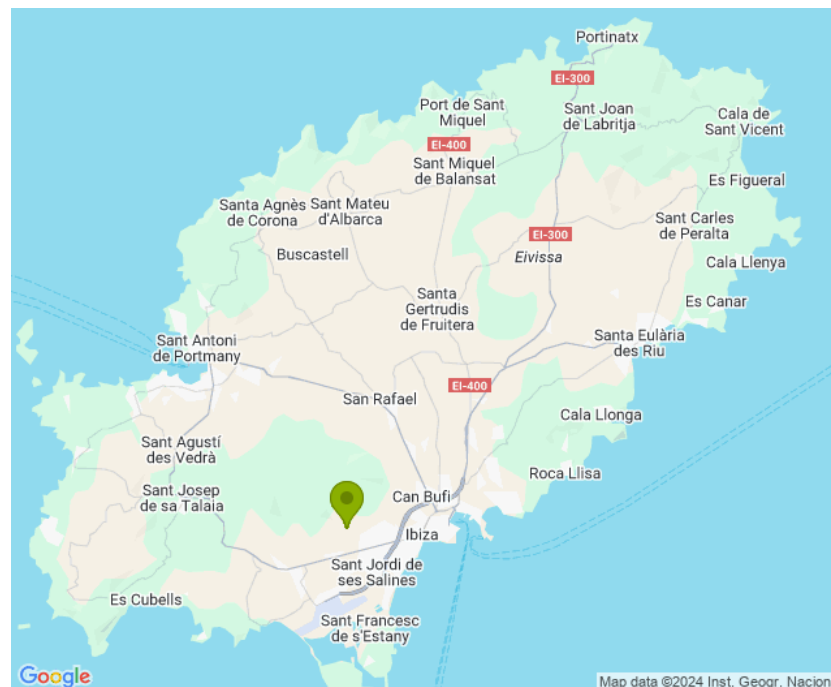 Portinatx
EI-300
Port de Sant
Miquel
Sant Joan
de Labritja
Cala de
Sant Vicent
EI-400
Sant Miquel
de Balansat
Es Figueral
Santa Agnès
de Corona
Sant Mateu
d'Albarca
Sant Carles
de Peralta
EI-300
Buscastell
Eivissa
Cala Llenya
Santa
Gertrudis
de Fruitera
Es Canar
Sant Antoni
de Portmany
Santa Eulària
des Riu
EI-400
San Rafael
Cala Llonga
Sant Agustí
des Vedrà
Roca Llisa
Sant Josep
de sa Talaia
Can Bufi
Ibiza
Sant Jordi de
ses Salines
Es Cubells
Sant Francesc
de s'Estany
Google
Map data ©2024 Inst. Geogr. Nacion